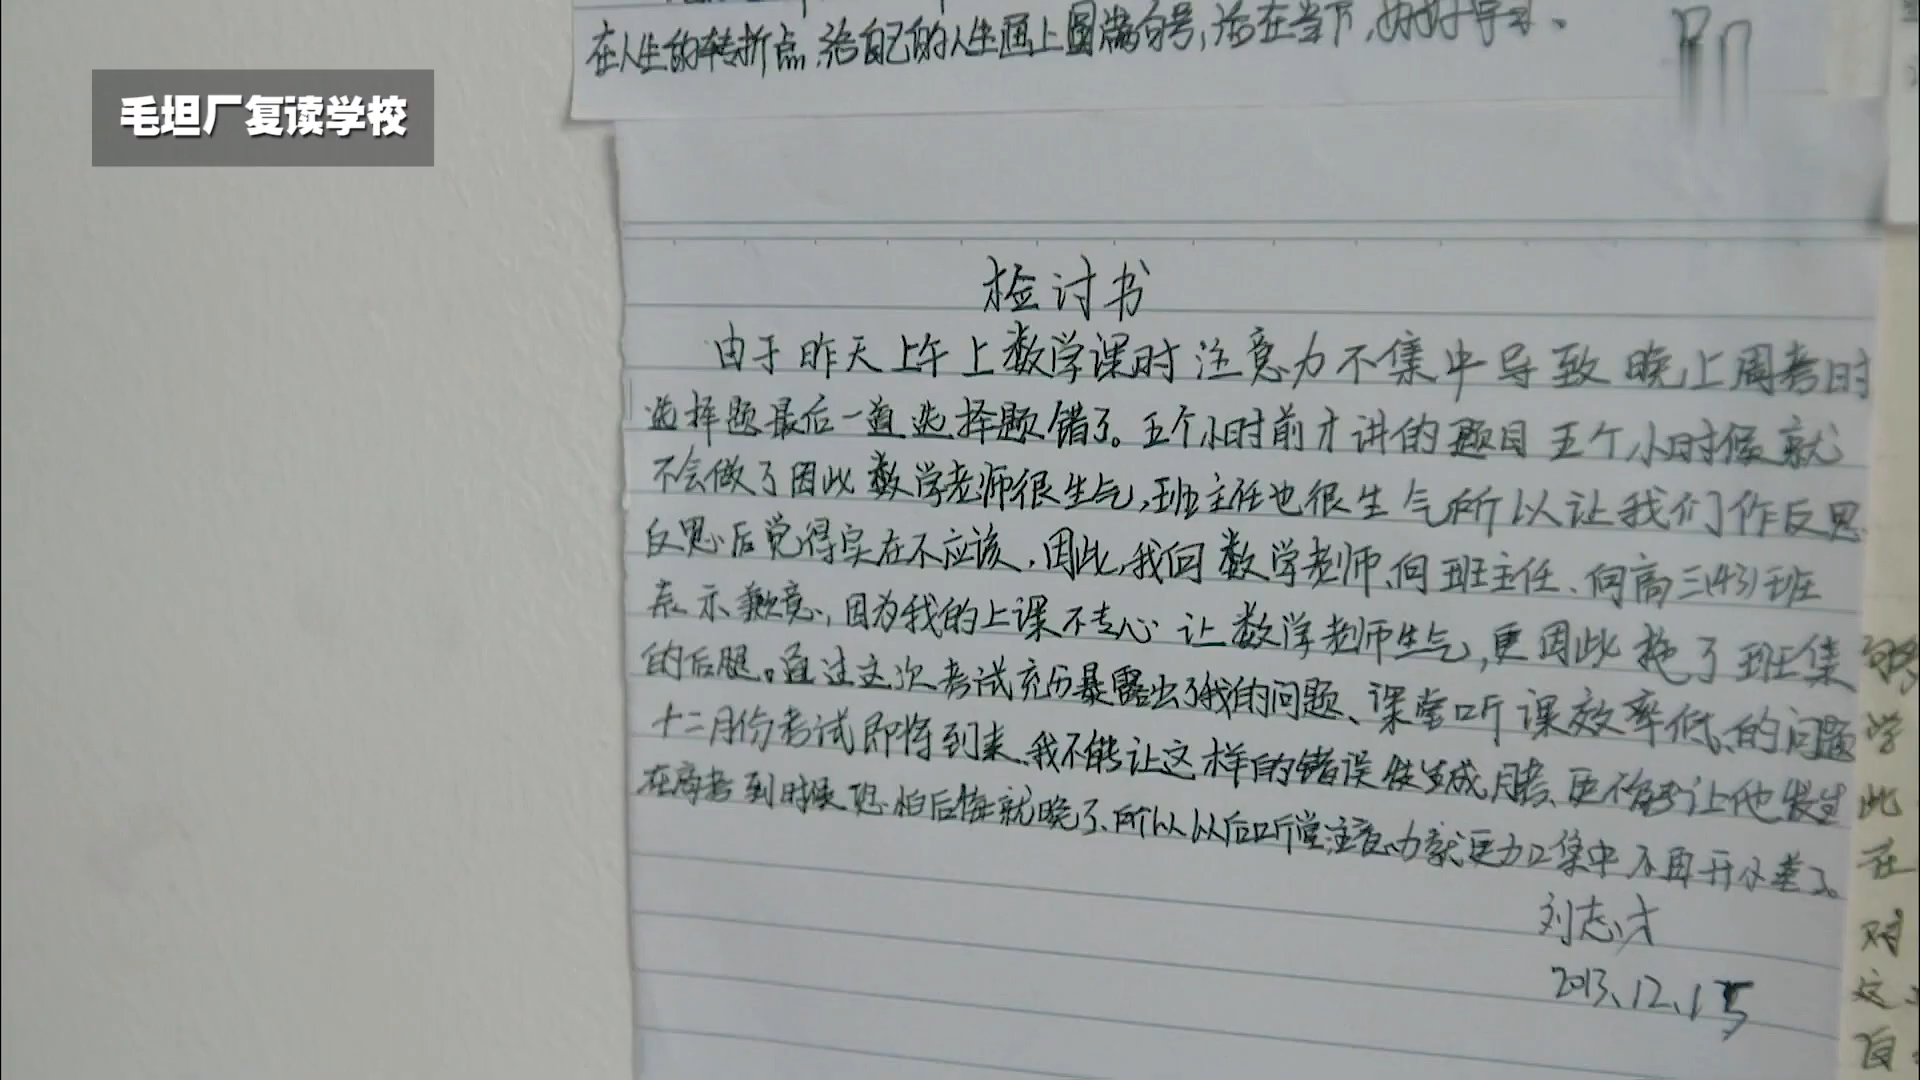 在人生的转折点,给自己的人生画上圆满句号,活在当下,好好学习。
毛坦厂复读学校
检讨书
由于昨天上午上数学课时注意力不集中导致晚上周考时
选择题最后一道选择题错了。五个小时前才讲的题目五个小时候就
不会做了因此数学老师很生气,班主任也很生气所以让我们作反思
反思后觉得实在不应该,因此,我向数学老师、向班主任、向高三(43)班
表示歉意,因为我的上课不专心让数学老师生气,更因此拖了班集
的后腿。通过这次考试充分暴露出了我的问题、课堂听课效率低的问题
十二月份考试即将到来、我不能让这样的错误发生成月考、更不能让他发生
在高考到时候恐怕后悔就晚了、所以以后听堂注意力就更加集中不再开小差了。
刘志才
2013.12.15
学
此
在
对
这